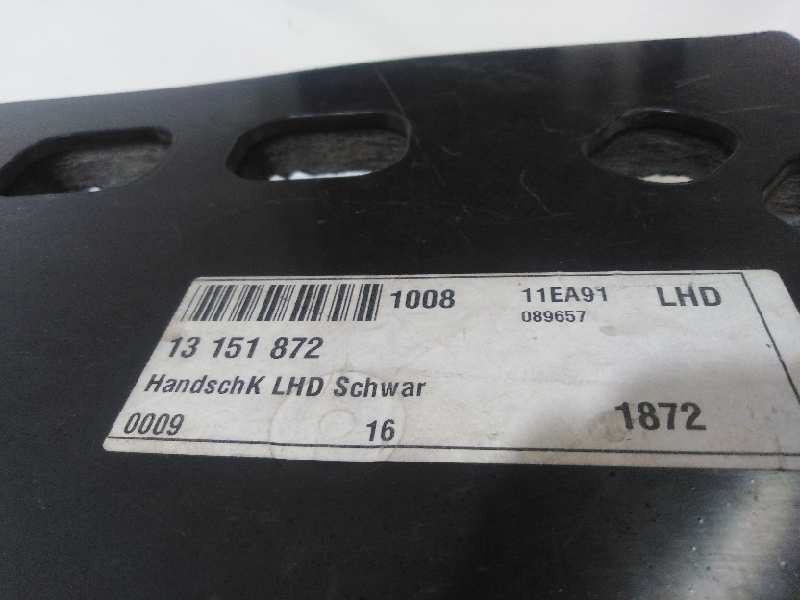 1008 11EA91 LHD
089657
13 151 872
HandschK LHD Schwar
0009 16 1872